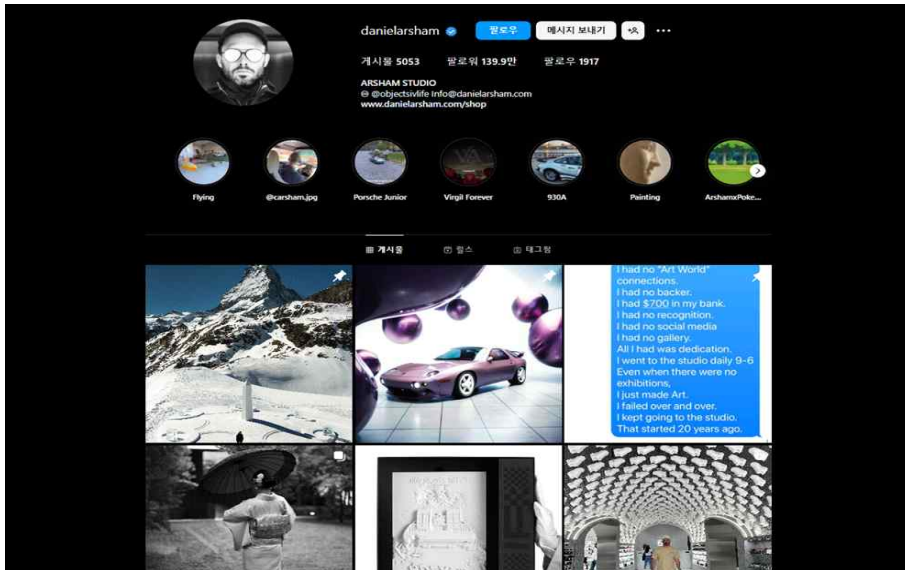 danielarsham
팔로우
메시지 보내기
게시물 5053
팔로워 139.9만
팔로우 1917
ARSHAM STUDIO
@objectsivlife Info@danielarsham.com
www.danielarsham.com/shop
Flying
@carsham.jpg
Porsche Junior
Virgil Forever
930A
Painting
ArshamxPoke...
게시물
릴스
태그됨
I had no "Art World"
connections.
I had no backer.
I had $700 in my bank.
I had no recognition.
I had no social media
I had no gallery.
All I had was dedication.
I went to the studio daily 9-6
Even when there were no
exhibitions,
I just made Art.
I failed over and over.
I kept going to the studio.
That started 20 years ago.